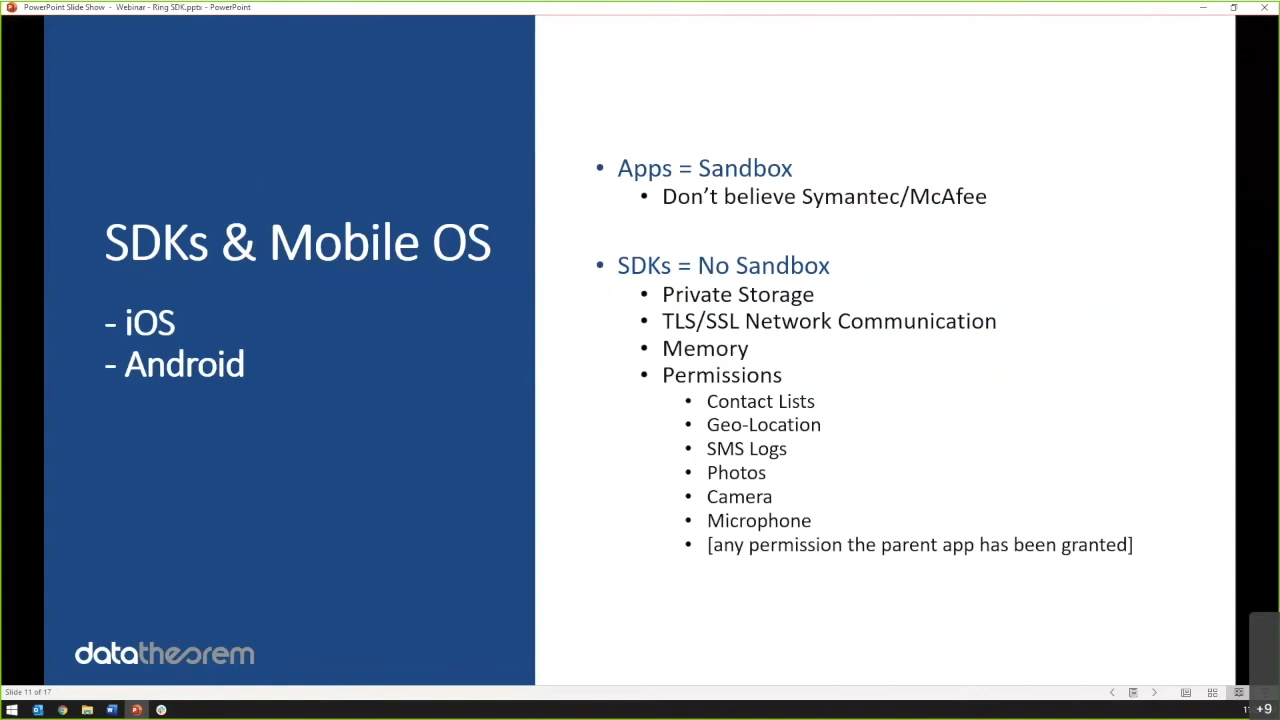 PowerPoint Slide Show - Webinar - Ring SDK.pptx - PowerPoint
SDKs & Mobile OS
- iOS
- Android
datatheorem
• Apps = Sandbox
• Don’t believe Symantec/McAfee
• SDKs = No Sandbox
• Private Storage
• TLS/SSL Network Communication
• Memory
• Permissions
• Contact Lists
• Geo-Location
• SMS Logs
• Photos
• Camera
• Microphone
• [any permission the parent app has been granted]
Slide 11 of 17
+9